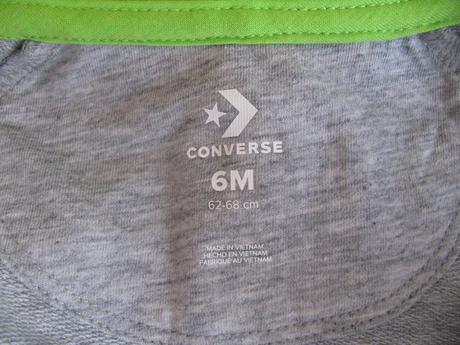 CONVERSE
6M
62-68 cm
MADE IN VIETNAM
HECHO EN VIETNAM
FABRIQUÉ AU VIETNAM